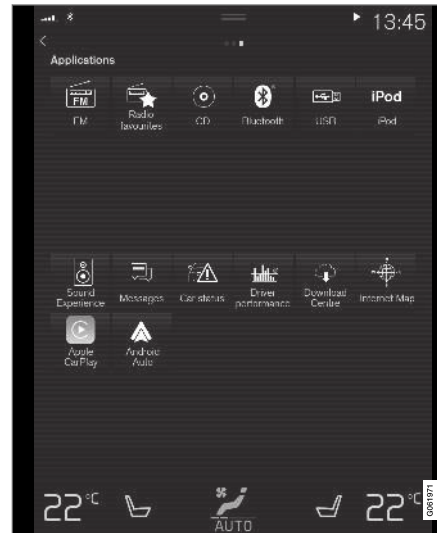 13:45
Applications
FM
iPod
FM
Radio
favourites
CD
Bluetooth
USB
iPod
Sound
Experience
Messages
Car status
Driver
performance
Download
Centre
Internet Map
Apple
CarPlay
Android
Auto
22°C
22°C
AUTO
G061971